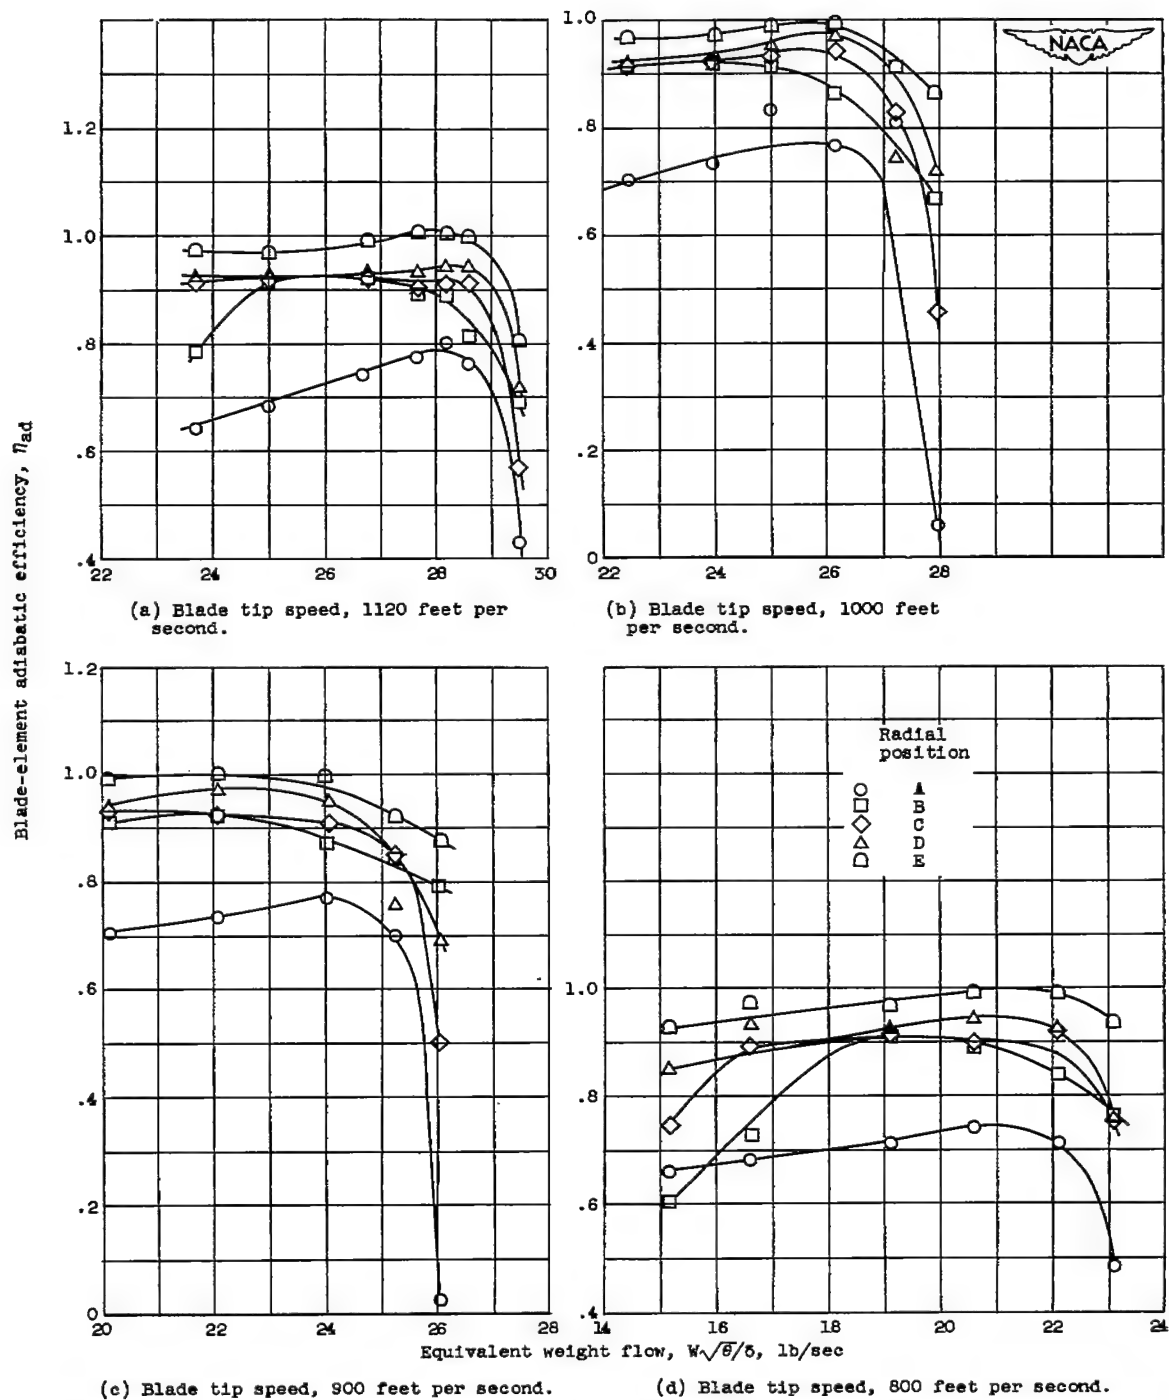 1.0
NACA
1.2
.8
1.0
.6
.8
.4
.6
.2
.4
0
22 24 26 28 30
22 24 26 28
(a) Blade tip speed, 1120 feet per
second.
(b) Blade tip speed, 1000 feet
per second.
Blade-element adiabatic efficiency, ηad
1.2
1.0
.8
.6
.4
.2
0
20 22 24 26 28
Radial
position
A
B
C
D
E
1.0
.8
.6
.4
14 16 18 20 22 24
Equivalent weight flow, W√θ/δ, lb/sec
(c) Blade tip speed, 900 feet per second.
(d) Blade tip speed, 800 feet per second.